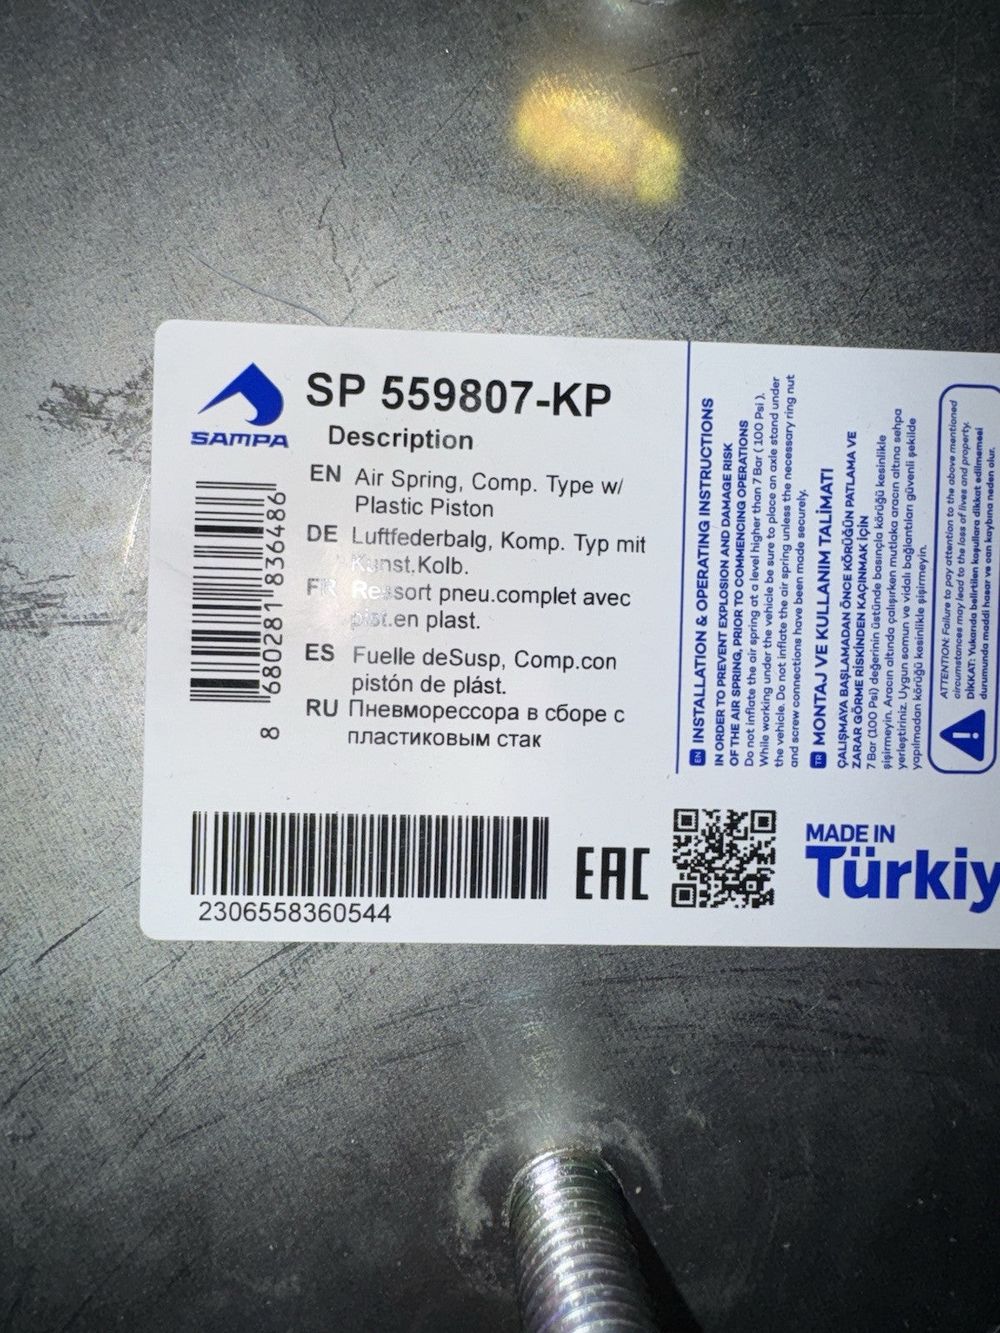 SAMPA
SP 559807-KP
Description
EN Air Spring, Comp. Type w/
Plastic Piston
DE Luftfederbalg, Komp. Typ mit
Kunst.Kolb.
FR Ressort pneu.complet avec
pist.en plast.
ES Fuelle deSusp, Comp.con
pistón de plást.
RU Пневморессора в сборе с
пластиковым стак
8 680281 836486
2306558360544
EAC
EN INSTALLATION & OPERATING INSTRUCTIONS
IN ORDER TO PREVENT EXPLOSION AND DAMAGE RISK
OF THE AIR SPRING, PRIOR TO COMMENCING OPERATIONS
Do not inflate the air spring at a level higher than 7 Bar ( 100 Psi ).
While working under the vehicle be sure to place an axle stand under
the vehicle. Do not inflate the air spring unless the necessary ring nut
and screw connections have been made securely.
TR MONTAJ VE KULLANIM TALİMATI
ÇALIŞMAYA BAŞLAMADAN ÖNCE KÖRÜĞÜN PATLAMA VE
ZARAR GÖRME RİSKİNDEN KAÇINMAK İÇİN
7 Bar (100 Psi) değerinin üstünde basınçla körüğü kesinlikle
şişirmeyin. Aracın altında çalışırken mutlaka aracın altına sehpa
yerleştiriniz. Uygun somun ve vidalı bağlantıları güvenli şekilde
yapılmadan körüğü kesinlikle şişirmeyin.
ATTENTION: Failure to pay attention to the above mentioned
circumstances may lead to the loss of lives and property.
DİKKAT: Yukarıda belirtilen koşullara dikkat edilmemesi
durumunda maddi hasar ve can kaybına neden olur.
MADE IN
Türkiy